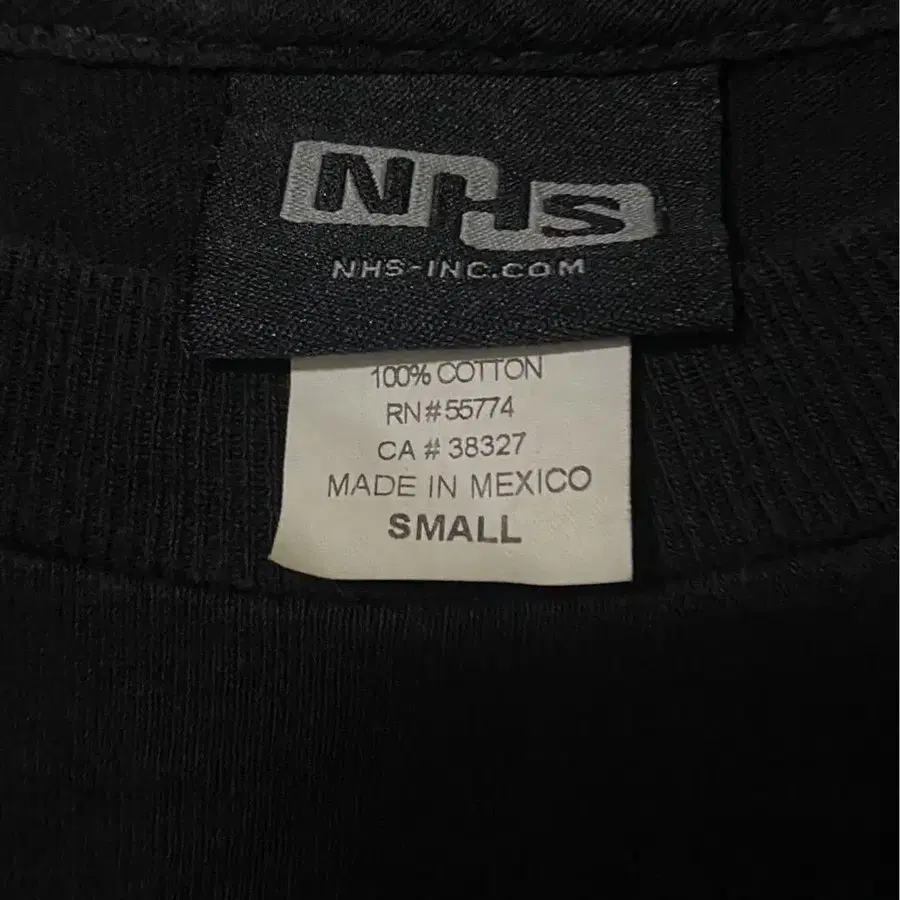 NHS
NHS-INC.COM
100% COTTON
RN#55774
CA # 38327
MADE IN MEXICO
SMALL